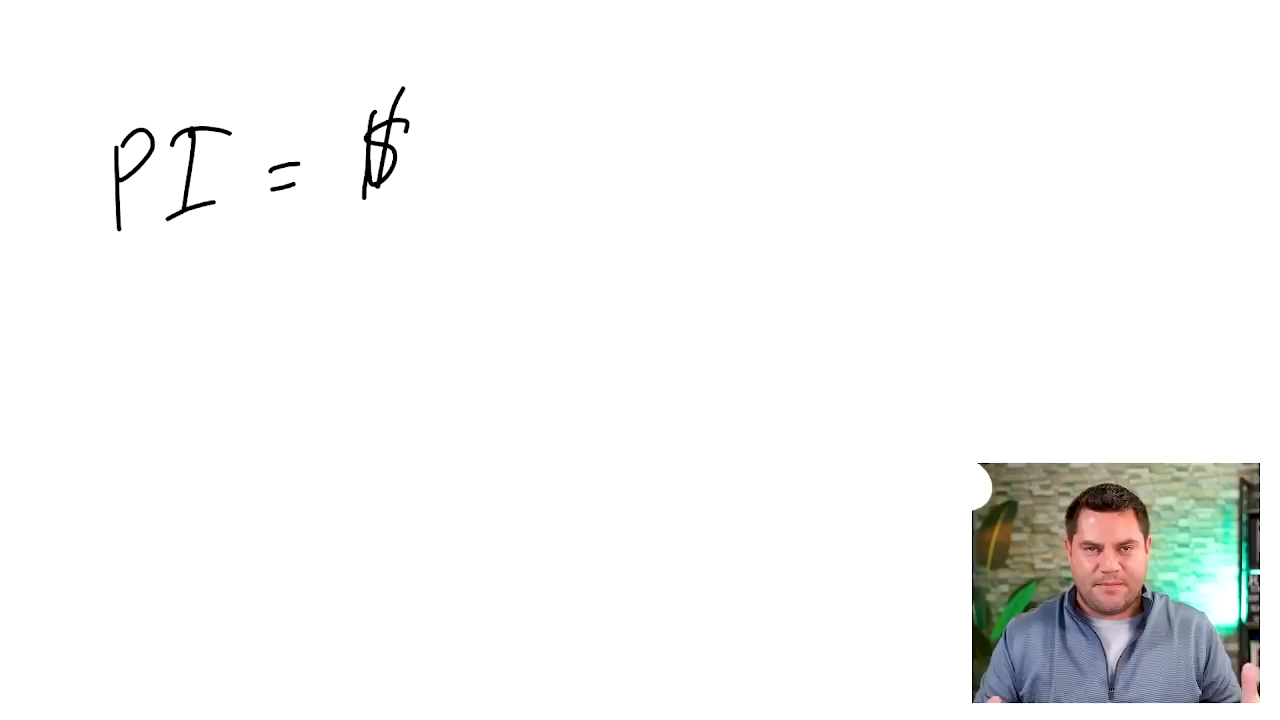 PI = $